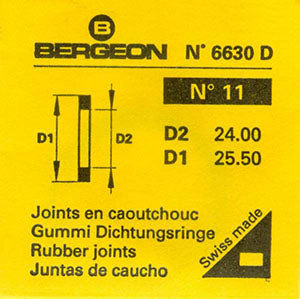 B
BERGEON N° 6630 D
N° 11
D1 D2
D2 24.00
D1 25.50
Joints en caoutchouc
Gummi Dichtungsringe
Rubber joints
Juntas de caucho
Swiss made